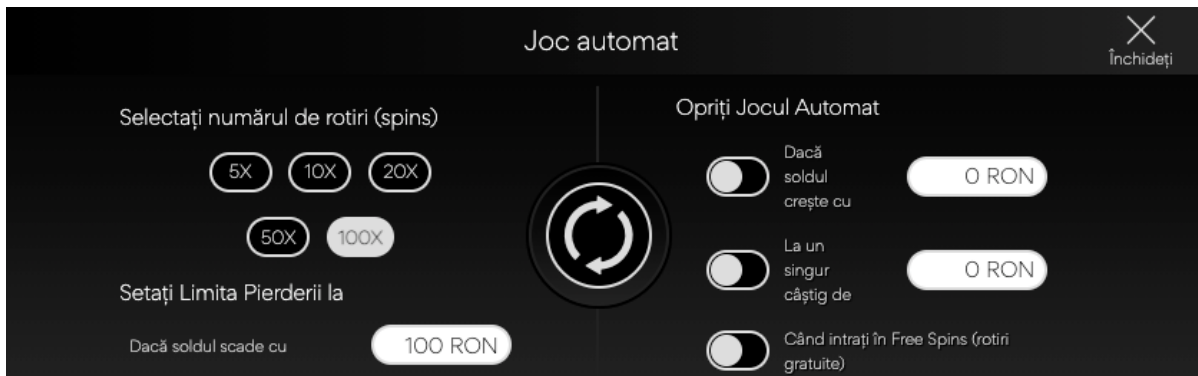 Joc automat
Închideți
Selectați numărul de rotiri (spins)
5X 10X 20X
50X 100X
Setați Limita Pierderii la
Dacă soldul scade cu 100 RON
Opriți Jocul Automat
Dacă
soldul
crește cu
0 RON
La un
singur
câștig de
0 RON
Când intrați în Free Spins (rotiri
gratuite)